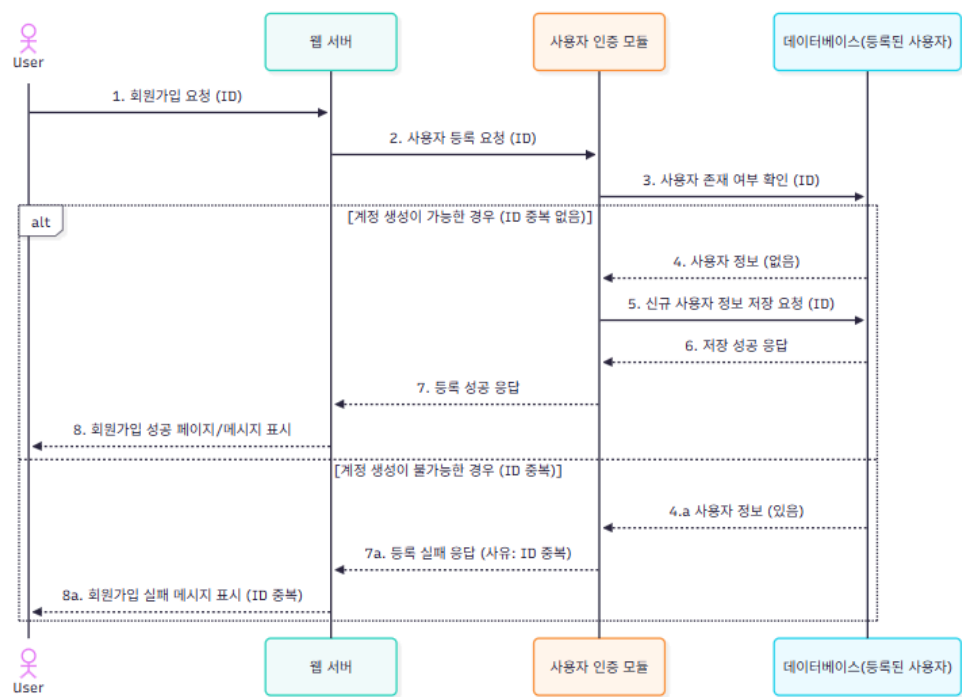 User
웹 서버
사용자 인증 모듈
데이터베이스(등록된 사용자)
1. 회원가입 요청 (ID)
2. 사용자 등록 요청 (ID)
3. 사용자 존재 여부 확인 (ID)
alt
[계정 생성이 가능한 경우 (ID 중복 없음)]
4. 사용자 정보 (없음)
5. 신규 사용자 정보 저장 요청 (ID)
6. 저장 성공 응답
7. 등록 성공 응답
8. 회원가입 성공 페이지/메시지 표시
[계정 생성이 불가능한 경우 (ID 중복)]
4.a 사용자 정보 (있음)
7a. 등록 실패 응답 (사유: ID 중복)
8a. 회원가입 실패 메시지 표시 (ID 중복)
User
웹 서버
사용자 인증 모듈
데이터베이스(등록된 사용자)